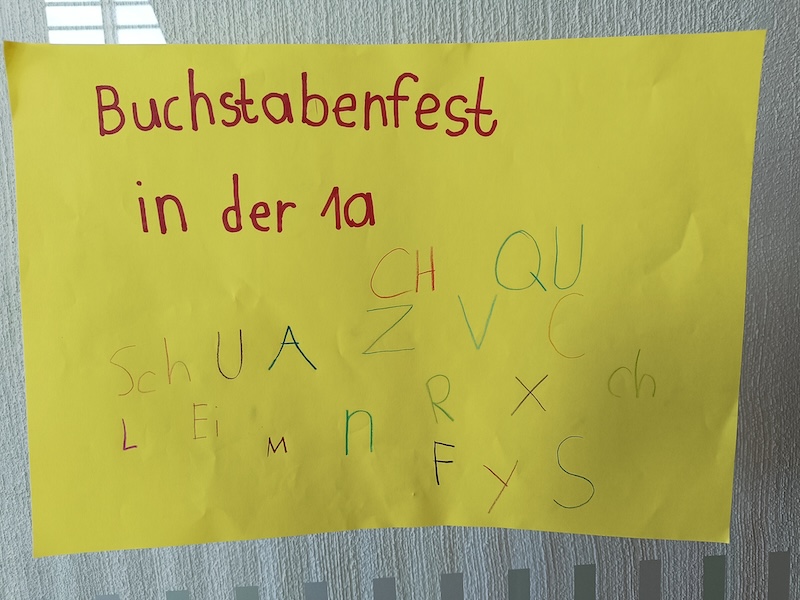 Buchstabenfest
in der 1a
CH QU
Z V C
Sch U A
R X ch
L Ei M n
F y S